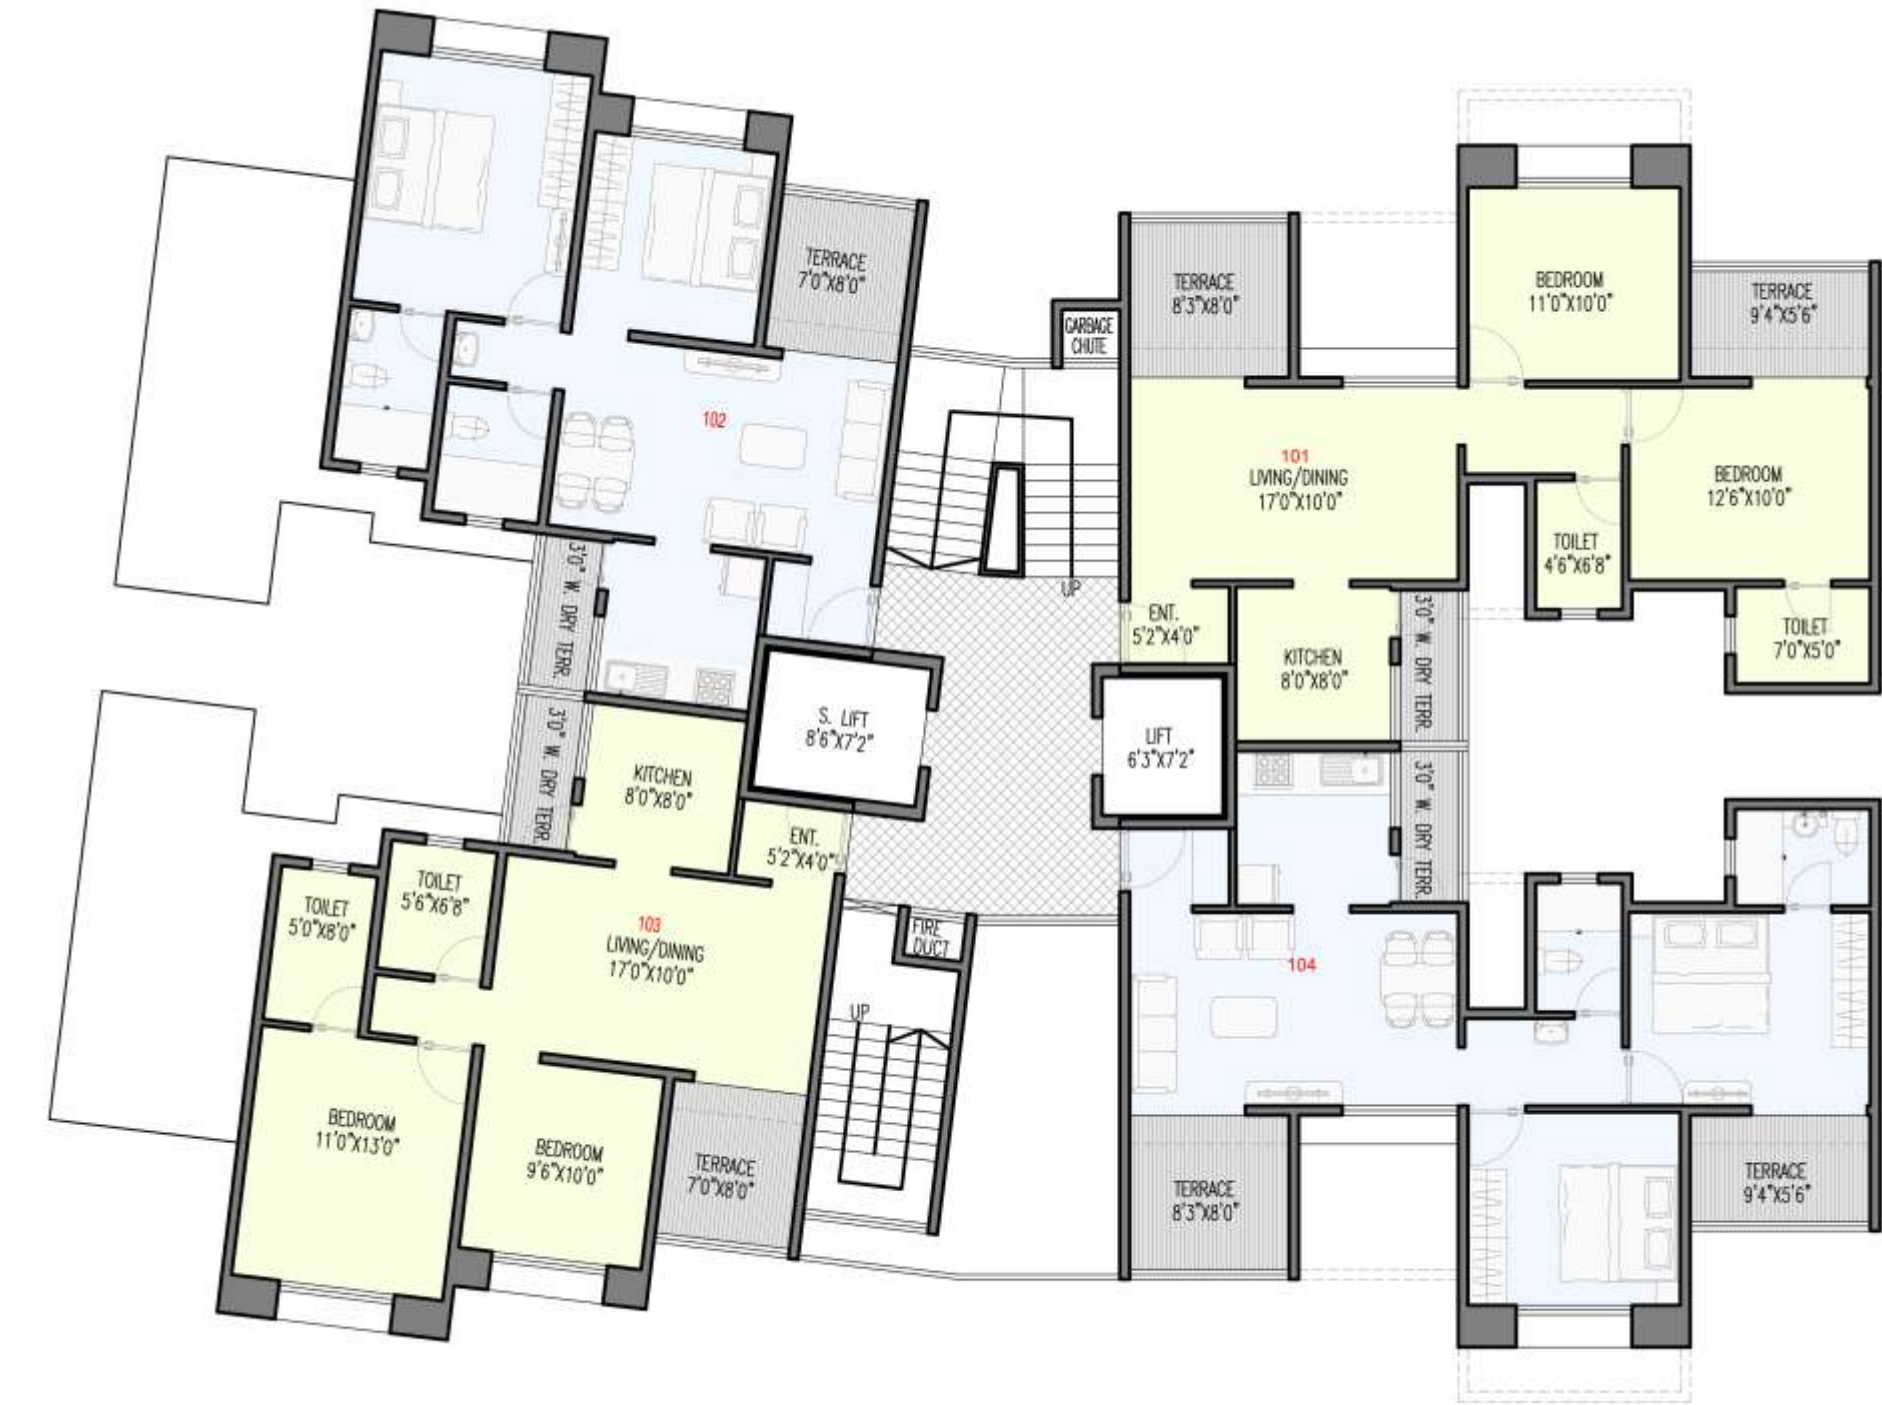 TERRACE
7'0"X8'0"
102
3'0" W. DRY TERR.
S. LIFT
8'6"X7'2"
UP
GARBAGE
CHUTE
TERRACE
8'3"X8'0"
BEDROOM
11'0"X10'0"
TERRACE
9'4"X5'6"
101
LIVING/DINING
17'0"X10'0"
BEDROOM
12'6"X10'0"
TOILET
4'6"X6'8"
TOILET
7'0"X5'0"
ENT.
5'2"X4'0"
KITCHEN
8'0"X8'0"
3'0" W. DRY TERR.
LIFT
6'3"X7'2"
3'0" W. DRY TERR.
KITCHEN
8'0"X8'0"
ENT.
5'2"X4'0"
TOILET
5'6"X6'8"
TOILET
5'0"X8'0"
103
LIVING/DINING
17'0"X10'0"
FIRE
DUCT
UP
BEDROOM
11'0"X13'0"
BEDROOM
9'6"X10'0"
TERRACE
7'0"X8'0"
3'0" W. DRY TERR.
104
TERRACE
8'3"X8'0"
TERRACE
9'4"X5'6"